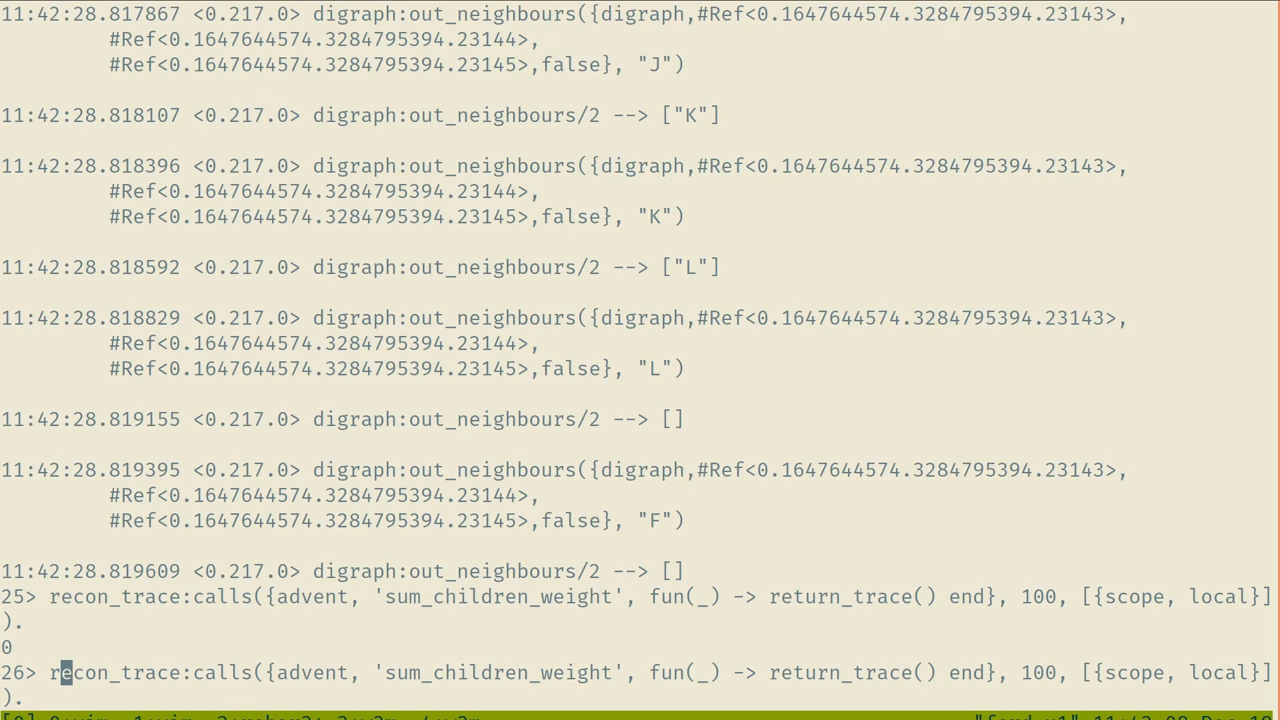 11:42:28.817867 <0.217.0> digraph:out_neighbours({digraph,#Ref<0.1647644574.3284795394.23143>,
#Ref<0.1647644574.3284795394.23144>,
#Ref<0.1647644574.3284795394.23145>,false}, "J")
11:42:28.818107 <0.217.0> digraph:out_neighbours/2 --> ["K"]
11:42:28.818396 <0.217.0> digraph:out_neighbours({digraph,#Ref<0.1647644574.3284795394.23143>,
#Ref<0.1647644574.3284795394.23144>,
#Ref<0.1647644574.3284795394.23145>,false}, "K")
11:42:28.818592 <0.217.0> digraph:out_neighbours/2 --> ["L"]
11:42:28.818829 <0.217.0> digraph:out_neighbours({digraph,#Ref<0.1647644574.3284795394.23143>,
#Ref<0.1647644574.3284795394.23144>,
#Ref<0.1647644574.3284795394.23145>,false}, "L")
11:42:28.819155 <0.217.0> digraph:out_neighbours/2 --> []
11:42:28.819395 <0.217.0> digraph:out_neighbours({digraph,#Ref<0.1647644574.3284795394.23143>,
#Ref<0.1647644574.3284795394.23144>,
#Ref<0.1647644574.3284795394.23145>,false}, "F")
11:42:28.819609 <0.217.0> digraph:out_neighbours/2 --> []
25> recon_trace:calls({advent, 'sum_children_weight', fun(_) -> return_trace() end}, 100, [{scope, local}]
).
0
26> recon_trace:calls({advent, 'sum_children_weight', fun(_) -> return_trace() end}, 100, [{scope, local}]
).